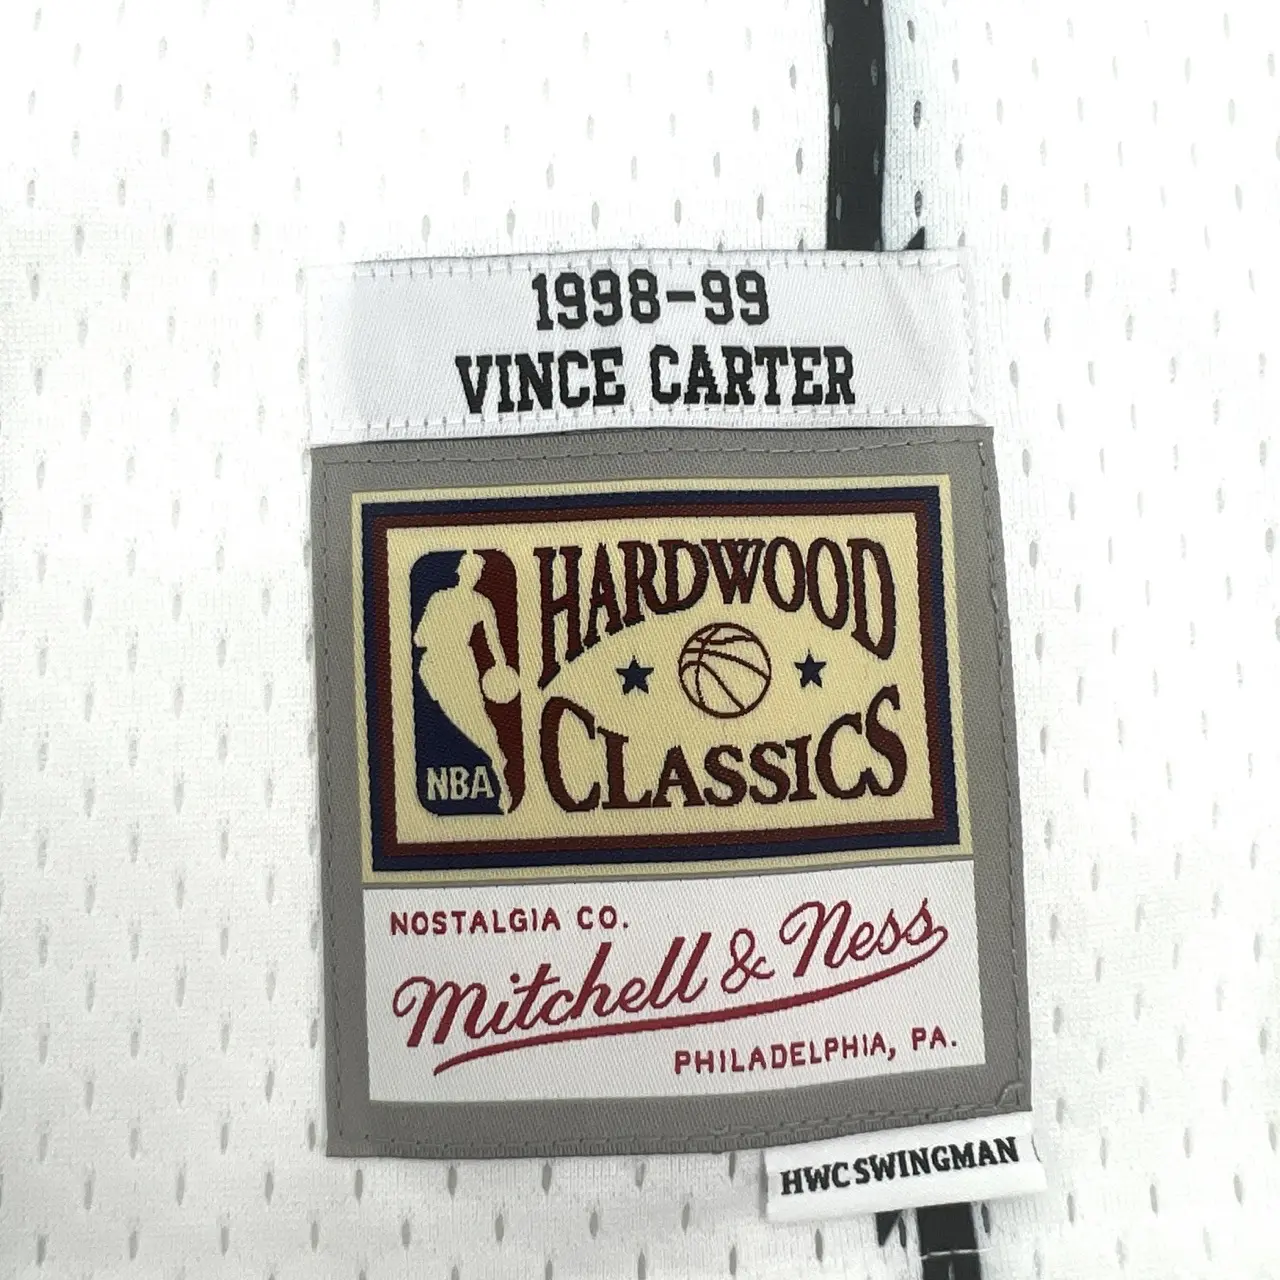 1998-99
VINCE CARTER
HARDWOOD
CLASSICS
NBA
NOSTALGIA CO.
Mitchell & Ness
PHILADELPHIA, PA.
HWC SWINGMAN